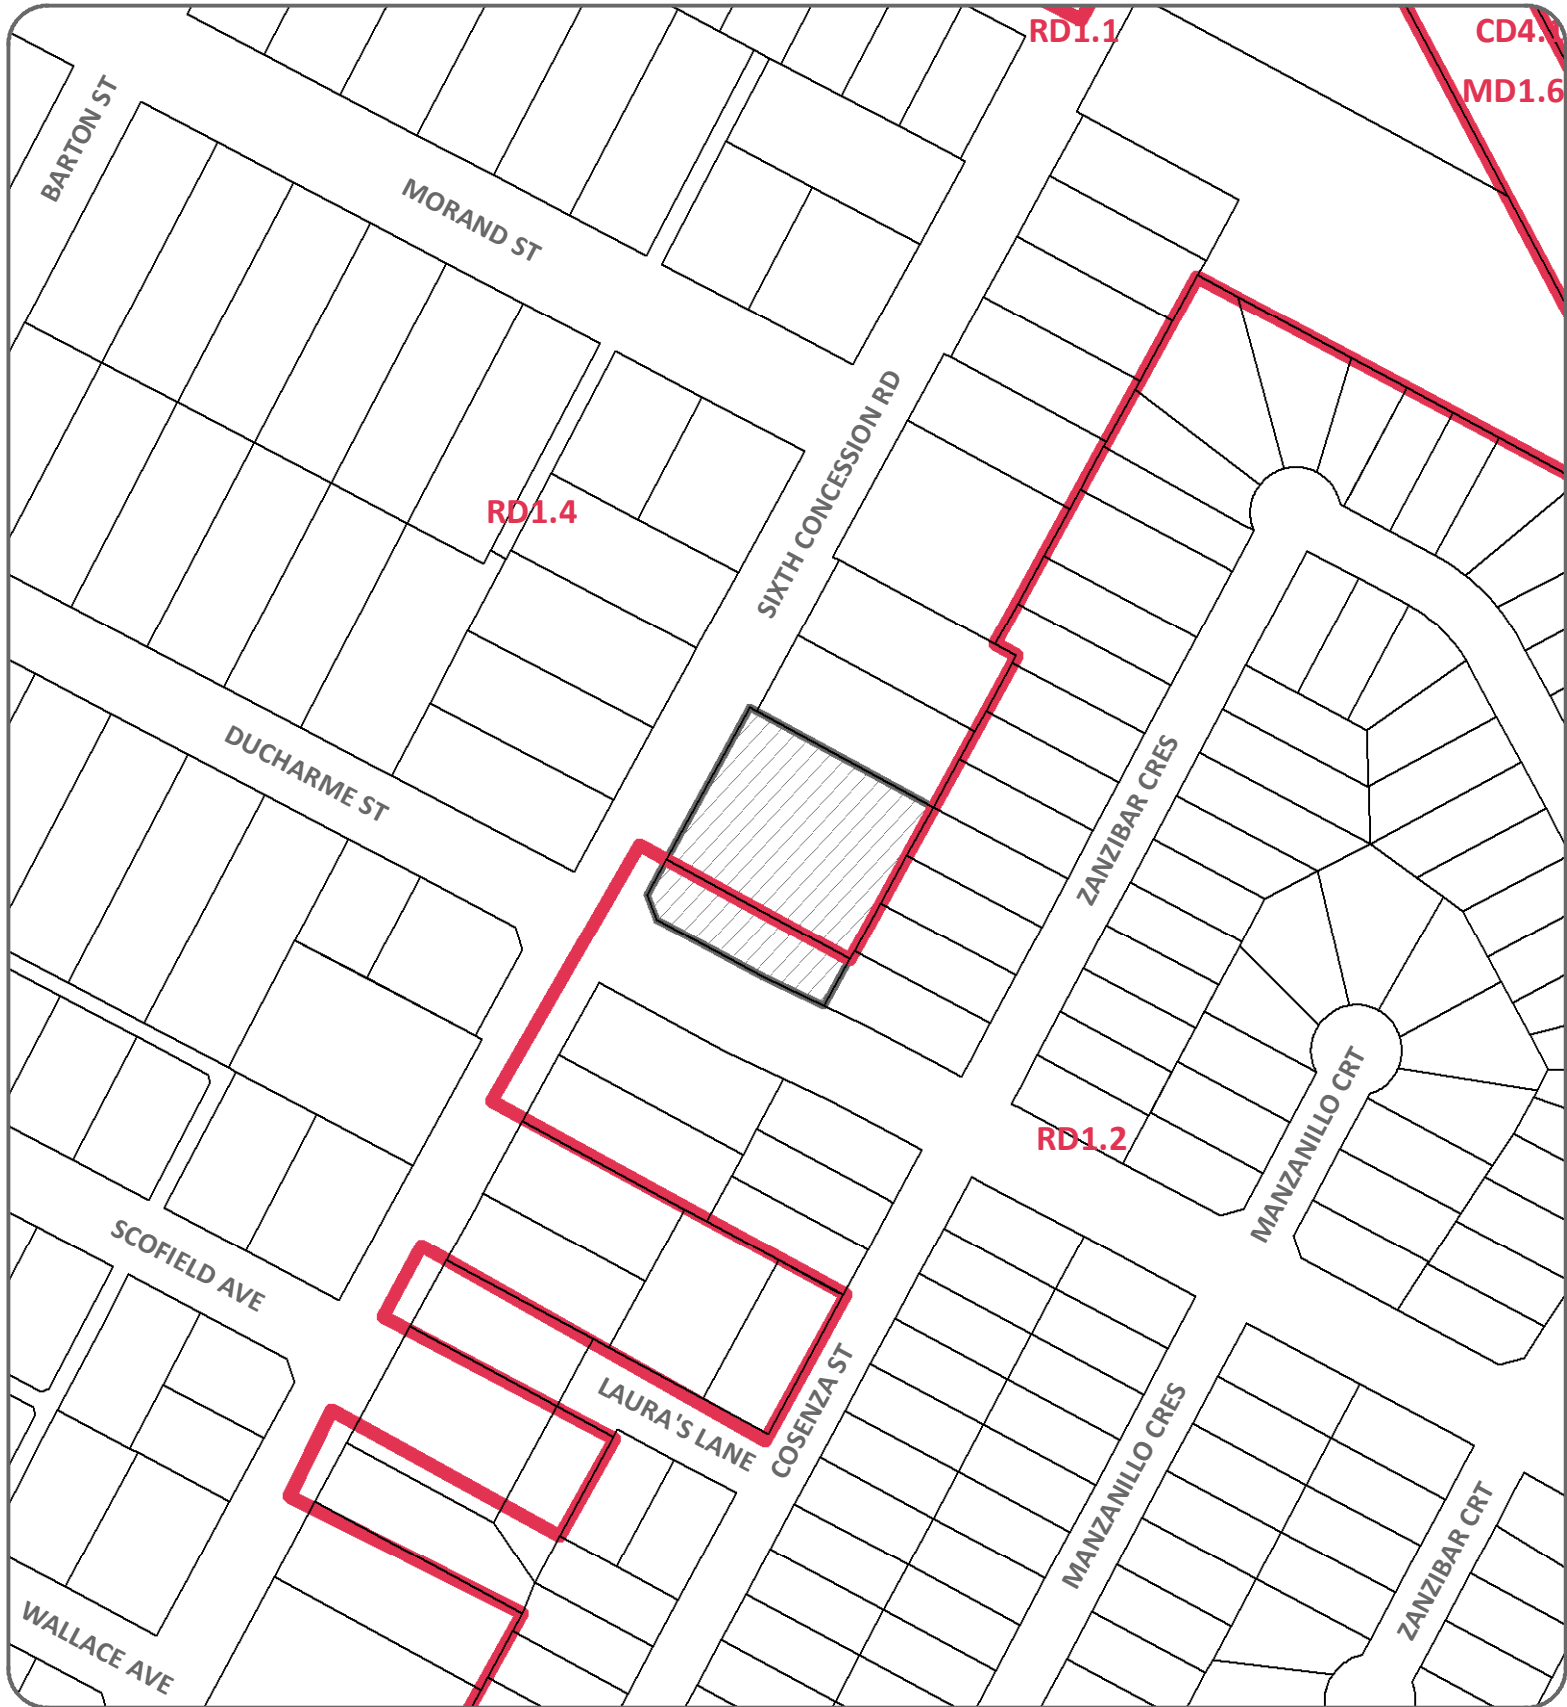 RD1.1
CD4.1
MD1.6
BARTON ST
MORAND ST
SIXTH CONCESSION RD
RD1.4
DUCHARME ST
ZANZIBAR CRES
RD1.2
MANZANILLO CRT
SCOFIELD AVE
LAURA'S LANE
COSENZA ST
MANZANILLO CRES
ZANZIBAR CRT
WALLACE AVE